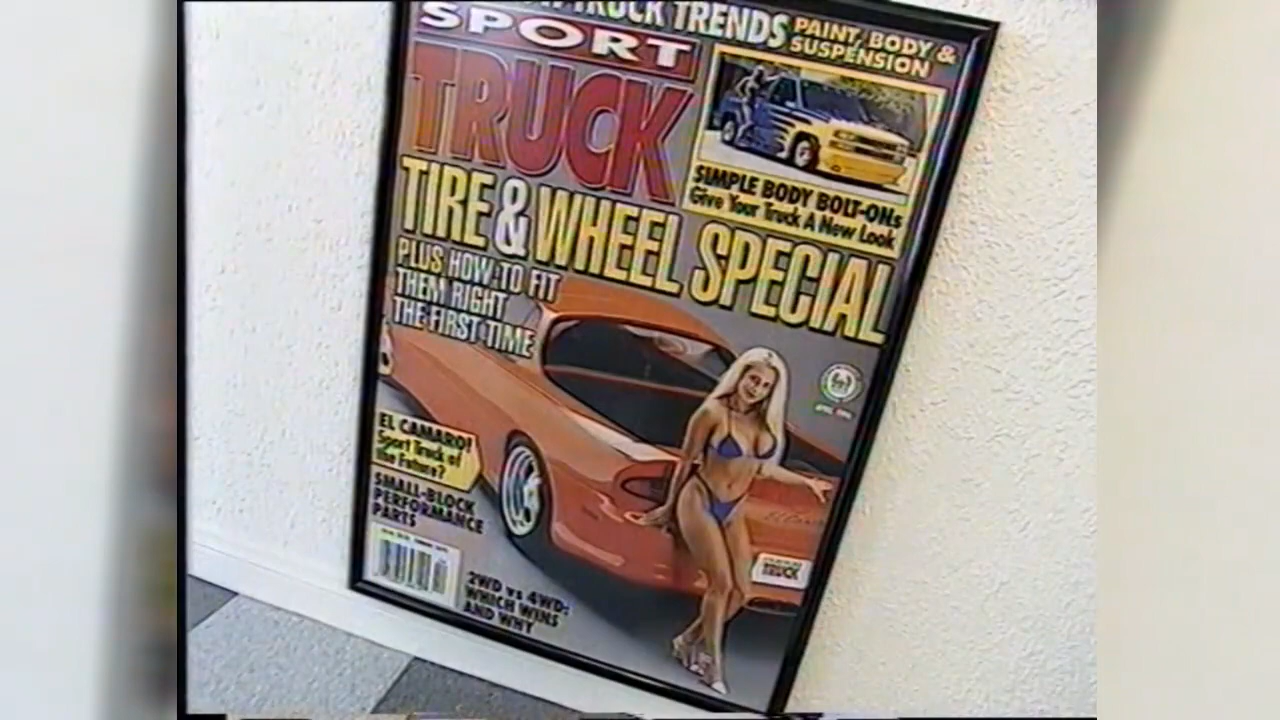 TRUCK TRENDS
PAINT, BODY &
SUSPENSION
SPORT
TRUCK
SIMPLE BODY BOLT-ONs
Give Your Truck A New Look
TIRE & WHEEL SPECIAL
PLUS HOW TO FIT
THEM RIGHT
THE FIRST TIME
EL CAMARO!
Sport Truck of
the Future?
SMALL-BLOCK
PERFORMANCE
PARTS
TRUCK
2WD vs 4WD:
WHICH WINS
AND WHY